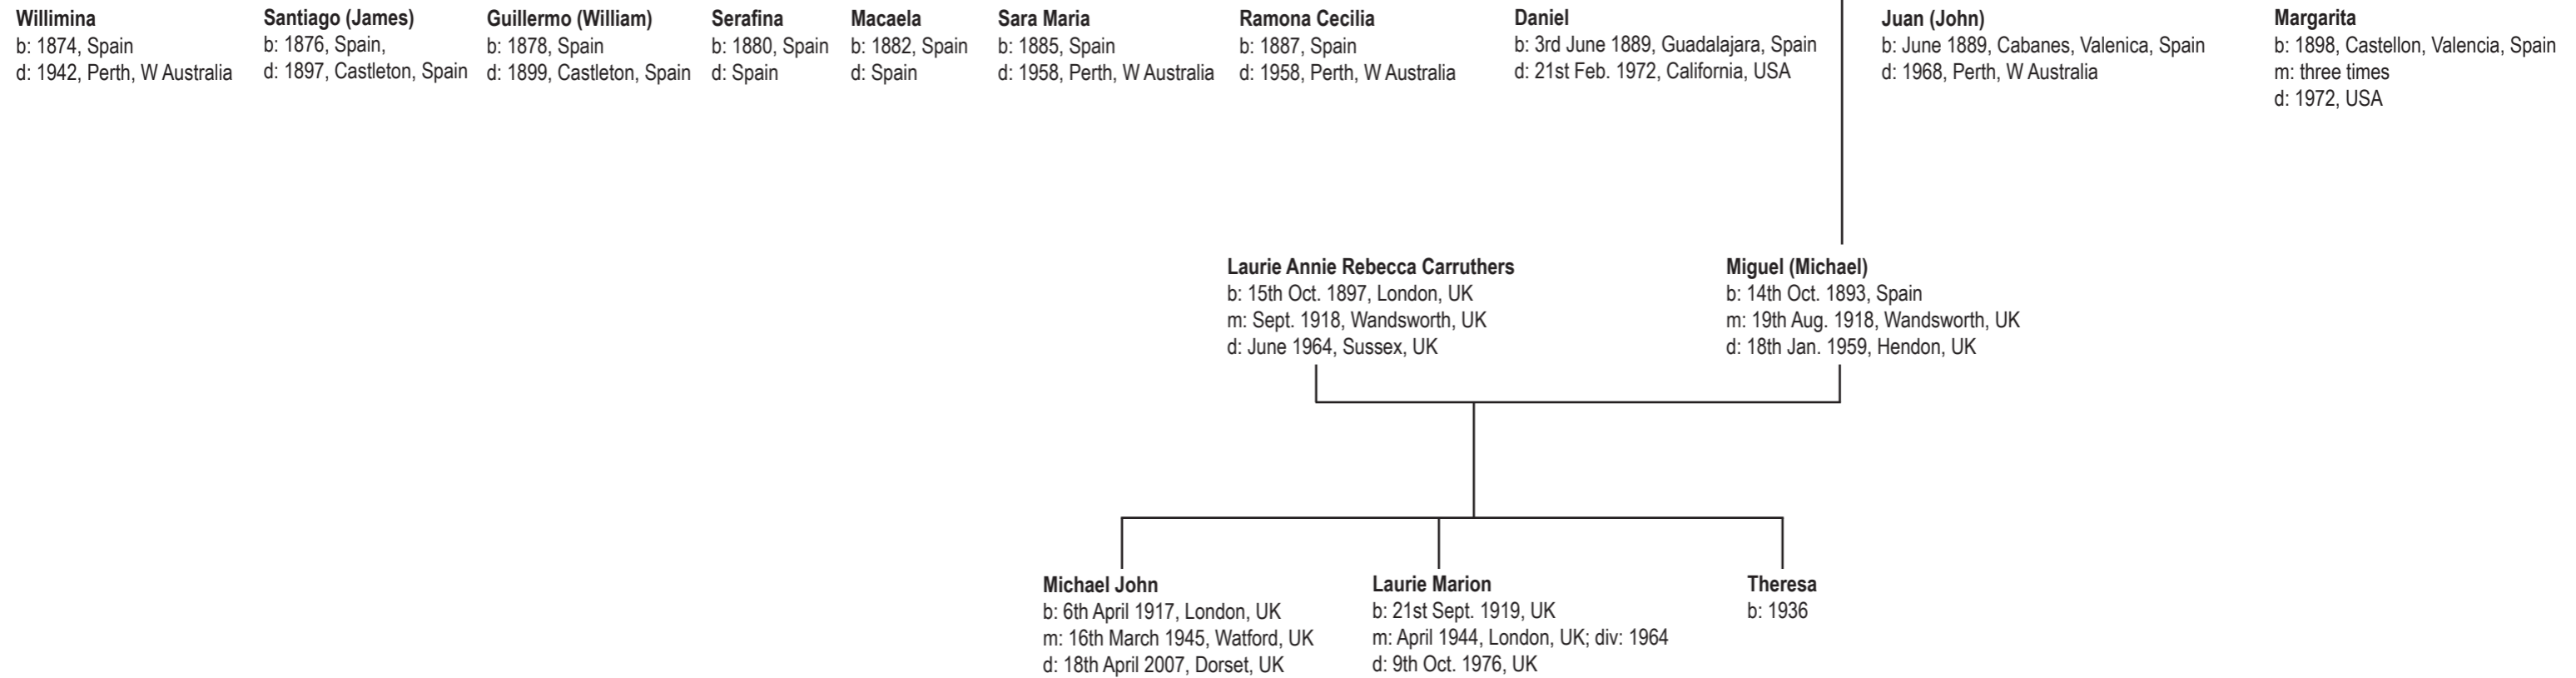 Willimina
b: 1874, Spain
d: 1942, Perth, W Australia
Santiago (James)
b: 1876, Spain,
d: 1897, Castleton, Spain
Guillermo (William)
b: 1878, Spain
d: 1899, Castleton, Spain
Serafina
b: 1880, Spain
d: Spain
Macaela
b: 1882, Spain
d: Spain
Sara Maria
b: 1885, Spain
d: 1958, Perth, W Australia
Ramona Cecilia
b: 1887, Spain
d: 1958, Perth, W Australia
Daniel
b: 3rd June 1889, Guadalajara, Spain
d: 21st Feb. 1972, California, USA
Juan (John)
b: June 1889, Cabanes, Valenica, Spain
d: 1968, Perth, W Australia
Margarita
b: 1898, Castellon, Valencia, Spain
m: three times
d: 1972, USA
Laurie Annie Rebecca Carruthers
b: 15th Oct. 1897, London, UK
m: Sept. 1918, Wandsworth, UK
d: June 1964, Sussex, UK
Miguel (Michael)
b: 14th Oct. 1893, Spain
m: 19th Aug. 1918, Wandsworth, UK
d: 18th Jan. 1959, Hendon, UK
Michael John
b: 6th April 1917, London, UK
m: 16th March 1945, Watford, UK
d: 18th April 2007, Dorset, UK
Laurie Marion
b: 21st Sept. 1919, UK
m: April 1944, London, UK; div: 1964
d: 9th Oct. 1976, UK
Theresa
b: 1936